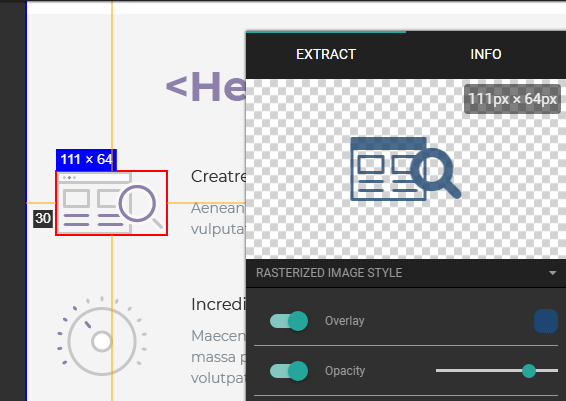 EXTRACT
INFO
<He
111px × 64px
111 × 64
Creatre
30
Aenean
vulputa
RASTERIZED IMAGE STYLE
Overlay
Incredi
Maecen
massa p
volutpat
Opacity